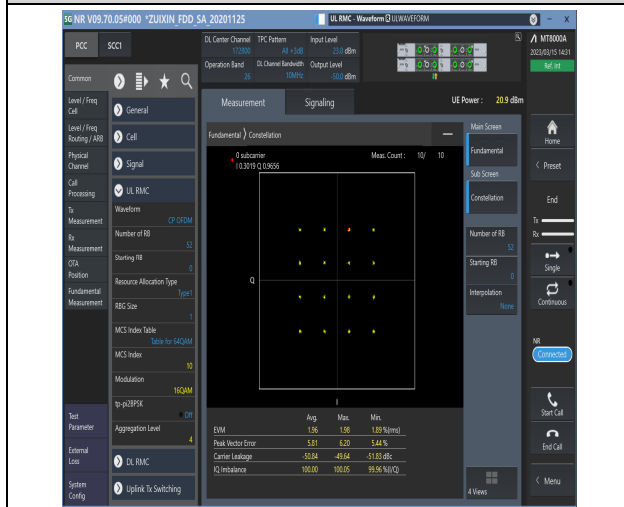 5G NR V09.70.05#000 *ZUIXIN_FDD_SA_20201125
UL RMC - Waveform ULWAVEFORM
PCC
SCC1
DL Center Channel
172000
TPC Pattern
All +3dB
Input Level
23.0 dBm
Operation Band
26
DL Channel Bandwidth
10MHz
Output Level
-50.0 dBm
MT8000A
2023/03/15 14:31
Ref. Int
Common
Level / Freq
Cell
Level / Freq
Routing / ARB
Physical
Channel
Call
Processing
Tx
Measurement
Rx
Measurement
OTA
Position
Fundamental
Measurement
Test
Parameter
External
Loss
System
Config
General
Cell
Signal
UL RMC
Waveform
CP OFDM
Number of RB
52
Starting RB
0
Resource Allocation Type
Type1
RBG Size
1
MCS Index Table
Table for 64QAM
MCS Index
10
Modulation
16QAM
tp-pi2BPSK
Off
Aggregation Level
4
DL RMC
Uplink Tx Switching
Measurement
Signaling
UE Power : 20.9 dBm
Fundamental
Constellation
0 subcarrier
I 0.3019 Q 0.9656
Meas. Count : 10/ 10
Q
I
Avg. Max. Min.
EVM 1.96 1.98 1.89 %(rms)
Peak Vector Error 5.81 6.20 5.44 %
Carrier Leakage -50.84 -49.64 -51.83 dBc
IQ Imbalance 100.00 100.05 99.96 %(I/Q)
Main Screen
Fundamental
Sub Screen
Constellation
Number of RB
52
Starting RB
0
Interpolation
None
4 Views
Home
Preset
End
Tx
Rx
Single
Continuous
NR
Connected
Start Call
End Call
Menu